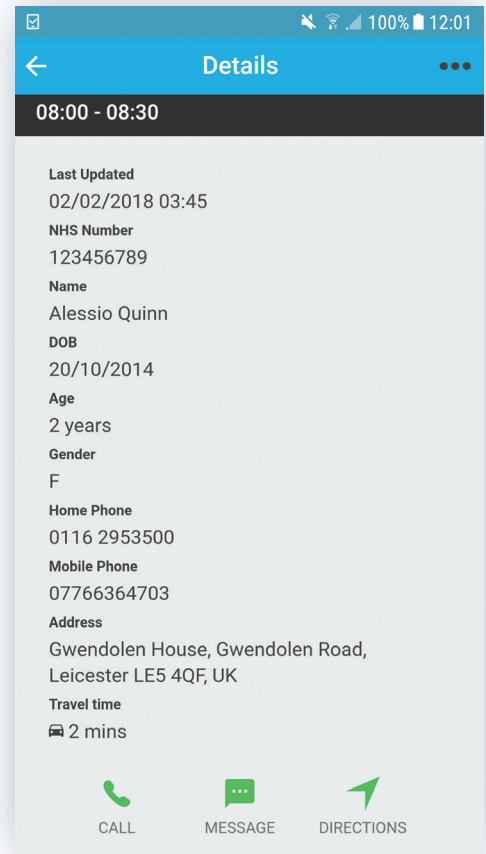 100% 12:01
Details
08:00 - 08:30
Last Updated
02/02/2018 03:45
NHS Number
123456789
Name
Alessio Quinn
DOB
20/10/2014
Age
2 years
Gender
F
Home Phone
0116 2953500
Mobile Phone
07766364703
Address
Gwendolen House, Gwendolen Road,
Leicester LE5 4QF, UK
Travel time
2 mins
CALL MESSAGE DIRECTIONS